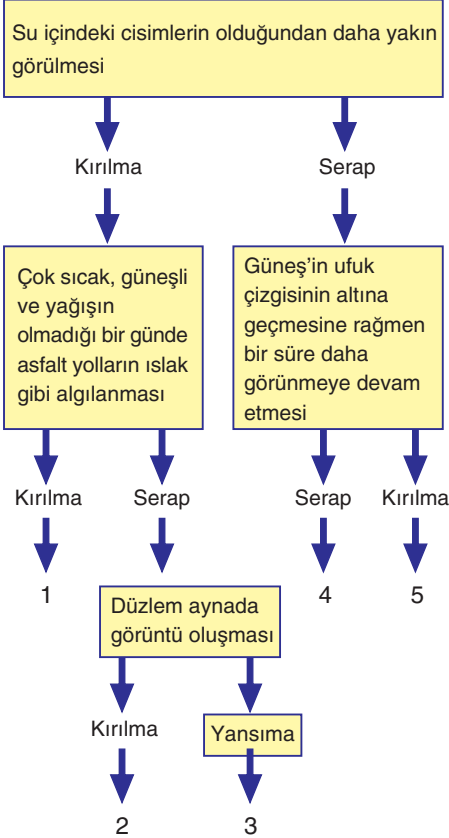 Su içindeki cisimlerin olduğundan daha yakın
görülmesi
Kırılma
Serap
Çok sıcak, güneşli
ve yağışın
olmadığı bir günde
asfalt yolların ıslak
gibi algılanması
Güneş'in ufuk
çizgisinin altına
geçmesine rağmen
bir süre daha
görünmeye devam
etmesi
Kırılma
Serap
Serap
Kırılma
1
4
5
Düzlem aynada
görüntü oluşması
Kırılma
Yansıma
2
3